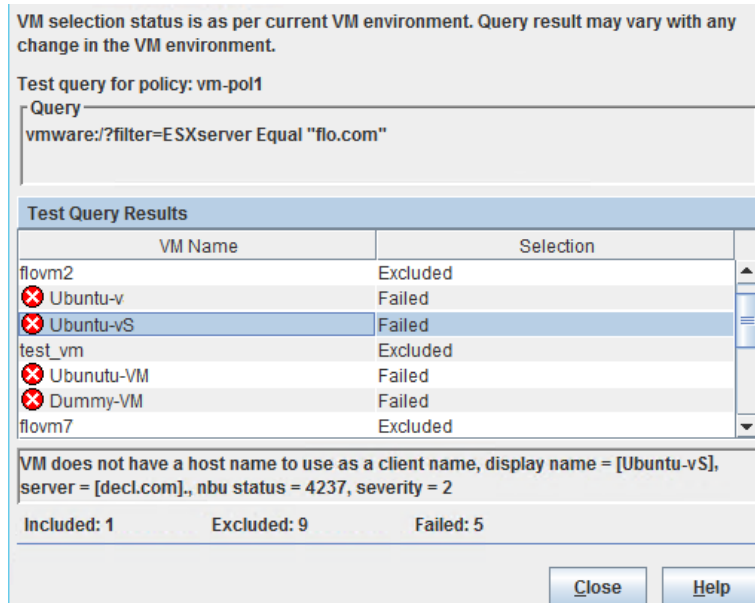 VM selection status is as per current VM environment. Query result may vary with any
change in the VM environment.
Test query for policy: vm-pol1
Query
vmware:/?filter=ESXserver Equal "flo.com"
Test Query Results
VM Name Selection
flovm2 Excluded
Ubuntu-v Failed
Ubuntu-vS Failed
test_vm Excluded
Ubunutu-VM Failed
Dummy-VM Failed
flovm7 Excluded
VM does not have a host name to use as a client name, display name = [Ubuntu-vS],
server = [decl.com]., nbu status = 4237, severity = 2
Included: 1 Excluded: 9 Failed: 5
Close Help